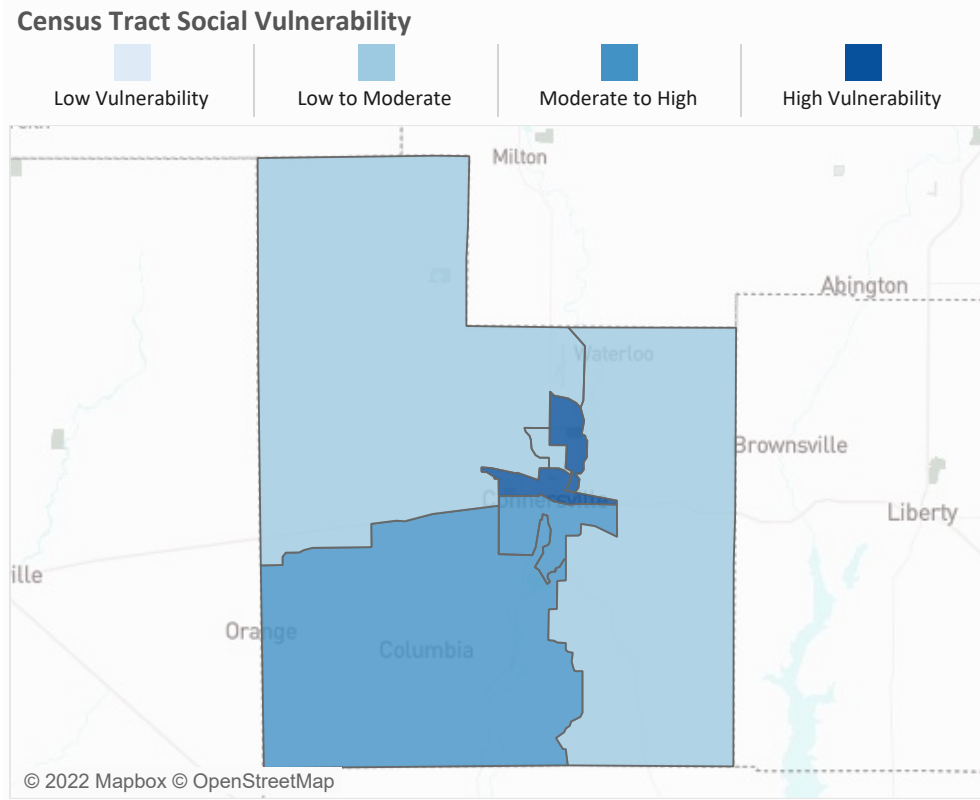 Census Tract Social Vulnerability
Low Vulnerability
Low to Moderate
Moderate to High
High Vulnerability
Milton
Abington
Waterloo
Brownsville
Connersville
Liberty
ille
Orange
Columbia
© 2022 Mapbox © OpenStreetMap